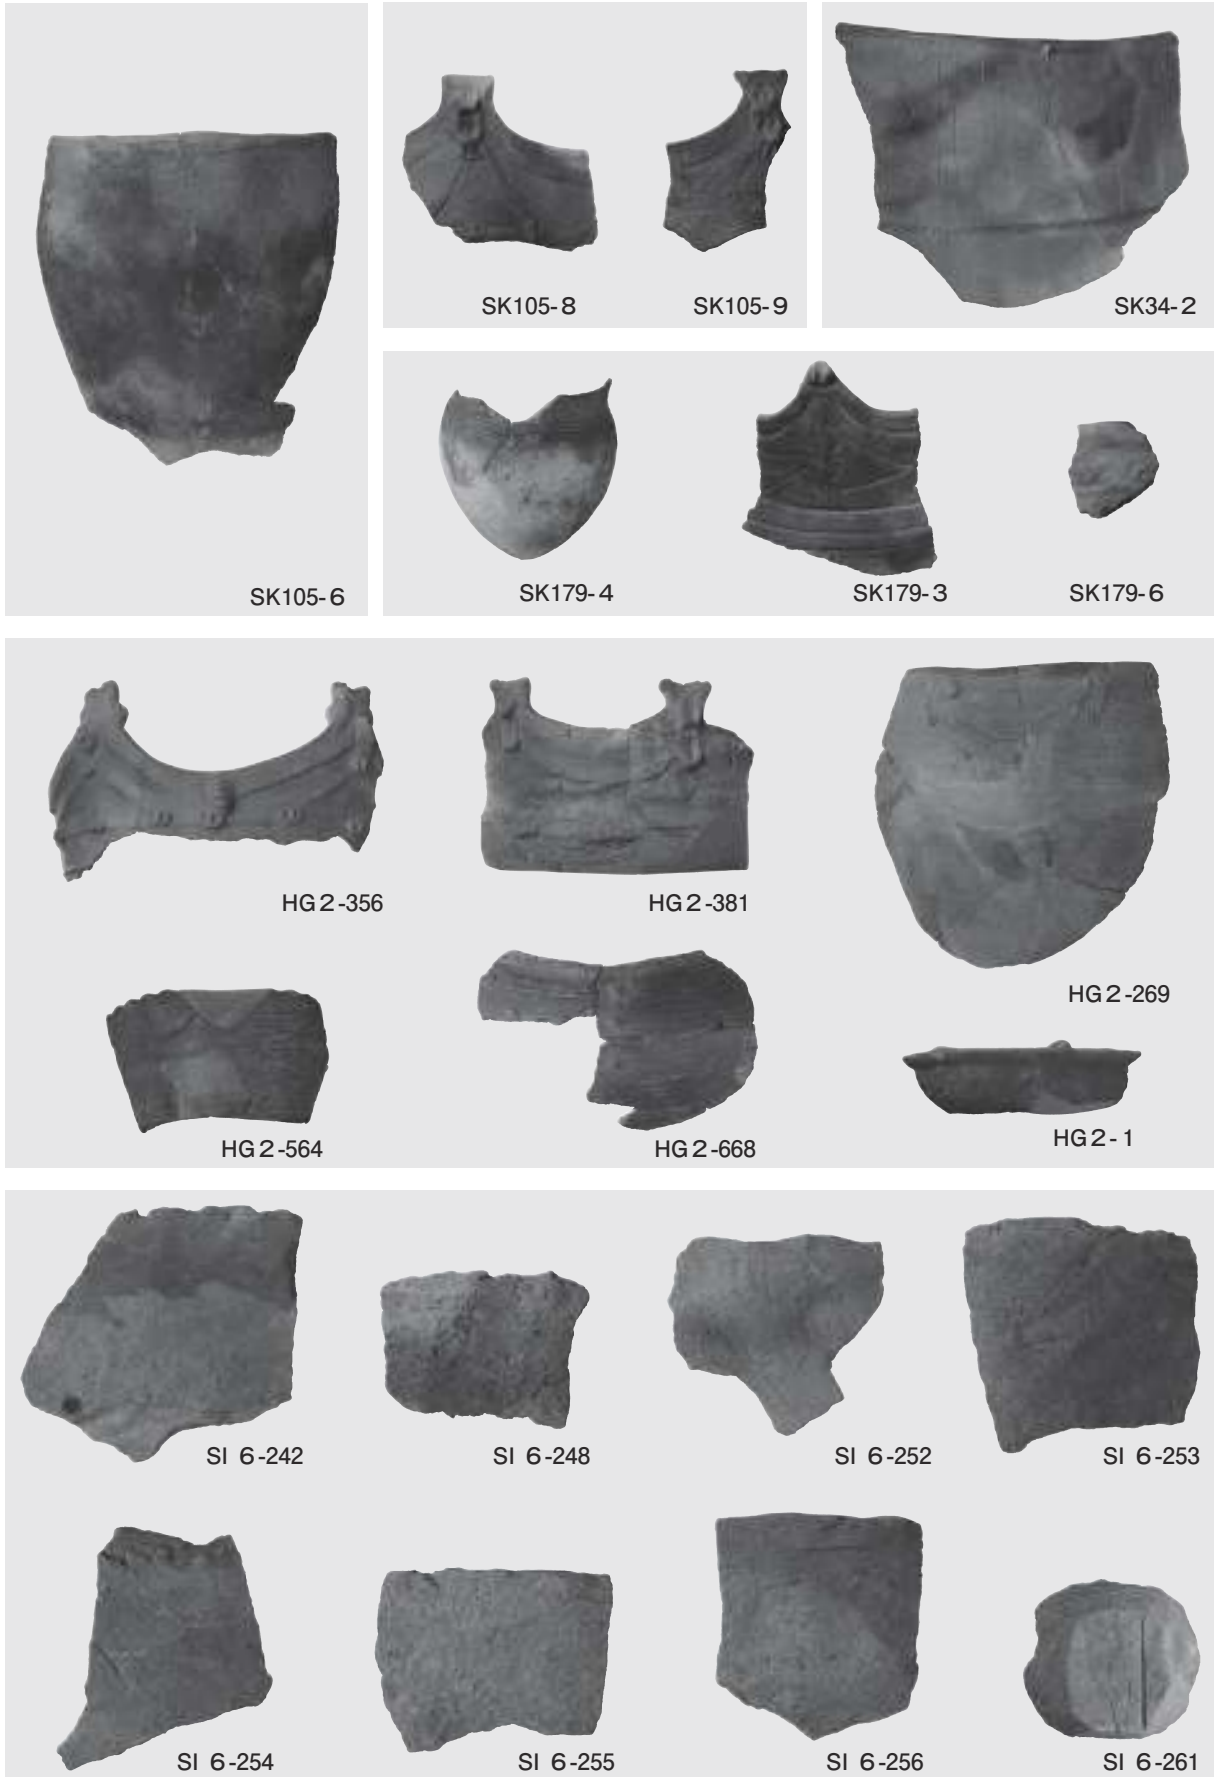 SK105-6
SK105-8
SK105-9
SK34-2
SK179-4
SK179-3
SK179-6
HG2-356
HG2-381
HG2-269
HG2-564
HG2-668
HG2-1
SI 6-242
SI 6-248
SI 6-252
SI 6-253
SI 6-254
SI 6-255
SI 6-256
SI 6-261